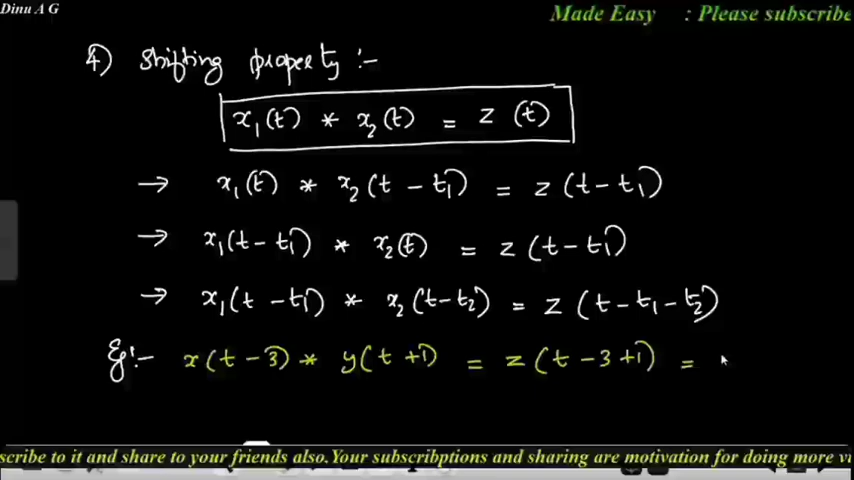 Dinu A G
Made Easy : Please subscribe
4) Shifting property :-
x₁(t) * x₂(t) = z(t)
→ x₁(t) * x₂(t - t₁) = z(t - t₁)
→ x₁(t - t₁) * x₂(t) = z(t - t₁)
→ x₁(t - t₁) * x₂(t - t₂) = z(t - t₁ - t₂)
Eg:- x(t - 3) * y(t + 1) = z(t - 3 + 1) =
scribe to it and share to your friends also.Your subscribptions and sharing are motivation for doing more vi